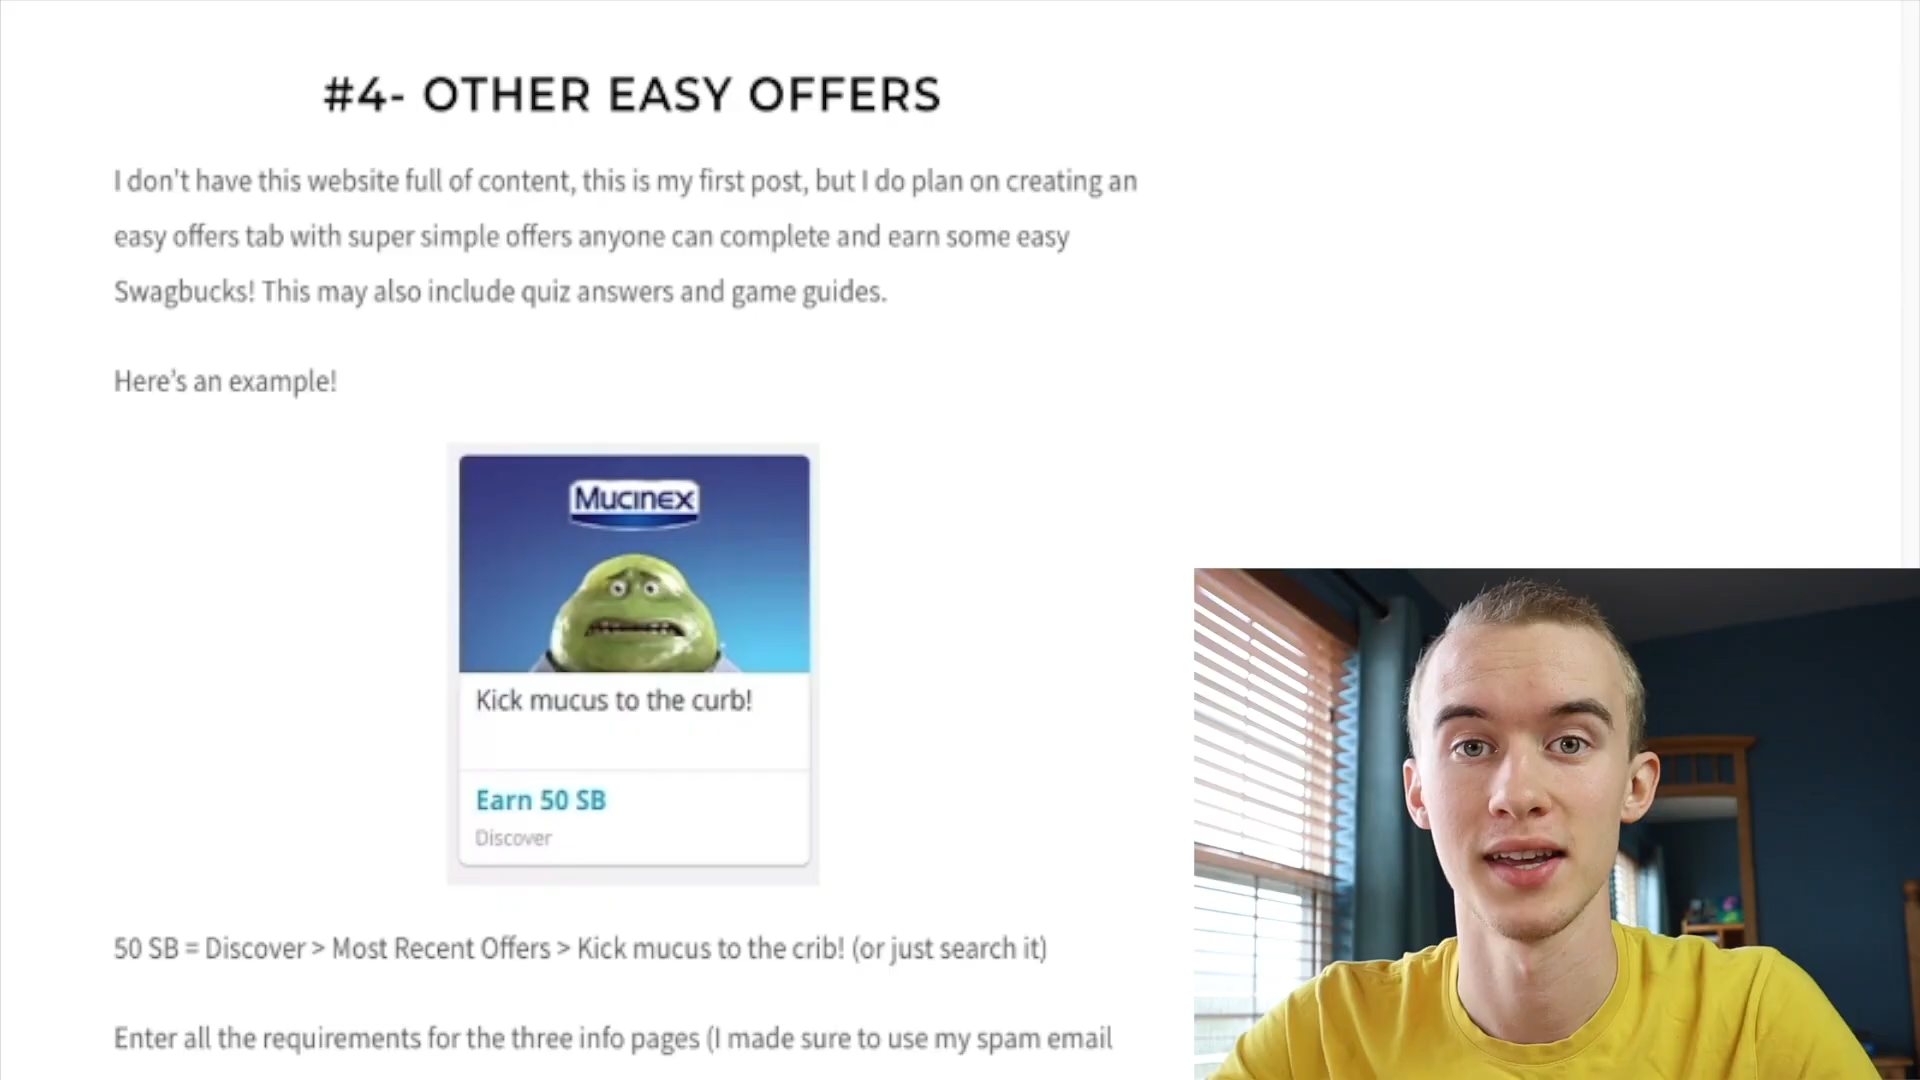 #4- OTHER EASY OFFERS
I don't have this website full of content, this is my first post, but I do plan on creating an
easy offers tab with super simple offers anyone can complete and earn some easy
Swagbucks! This may also include quiz answers and game guides.
Here's an example!
Mucinex
Kick mucus to the curb!
Earn 50 SB
Discover
50 SB = Discover > Most Recent Offers > Kick mucus to the crib! (or just search it)
Enter all the requirements for the three info pages (I made sure to use my spam email